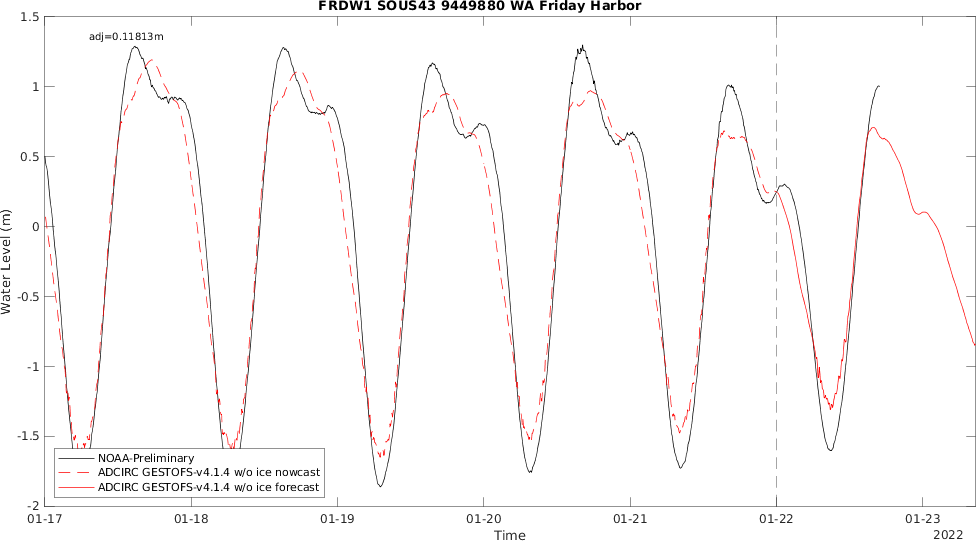 FRDW1 SOUS43 9449880 WA Friday Harbor
adj=0.11813m
1.5
1
0.5
0
-0.5
-1
-1.5
-2
Water Level (m)
NOAA-Preliminary
ADCIRC GESTOFS-v4.1.4 w/o ice nowcast
ADCIRC GESTOFS-v4.1.4 w/o ice forecast
01-17 01-18 01-19 01-20 01-21 01-22 01-23
Time
2022